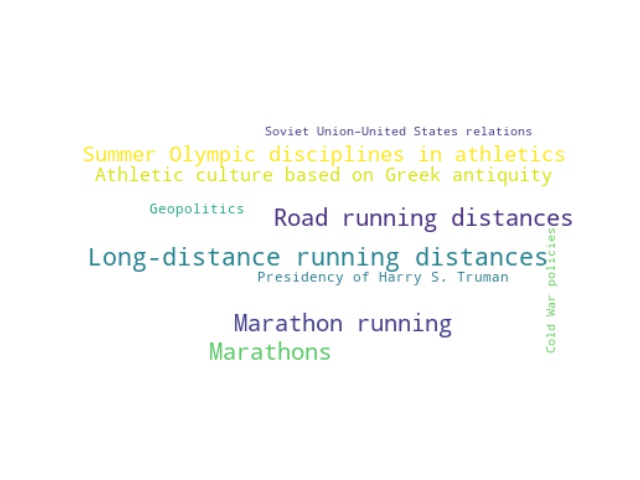 Soviet Union–United States relations
Summer Olympic disciplines in athletics
Athletic culture based on Greek antiquity
Geopolitics
Road running distances
Cold War policies
Long-distance running distances
Presidency of Harry S. Truman
Marathon running
Marathons